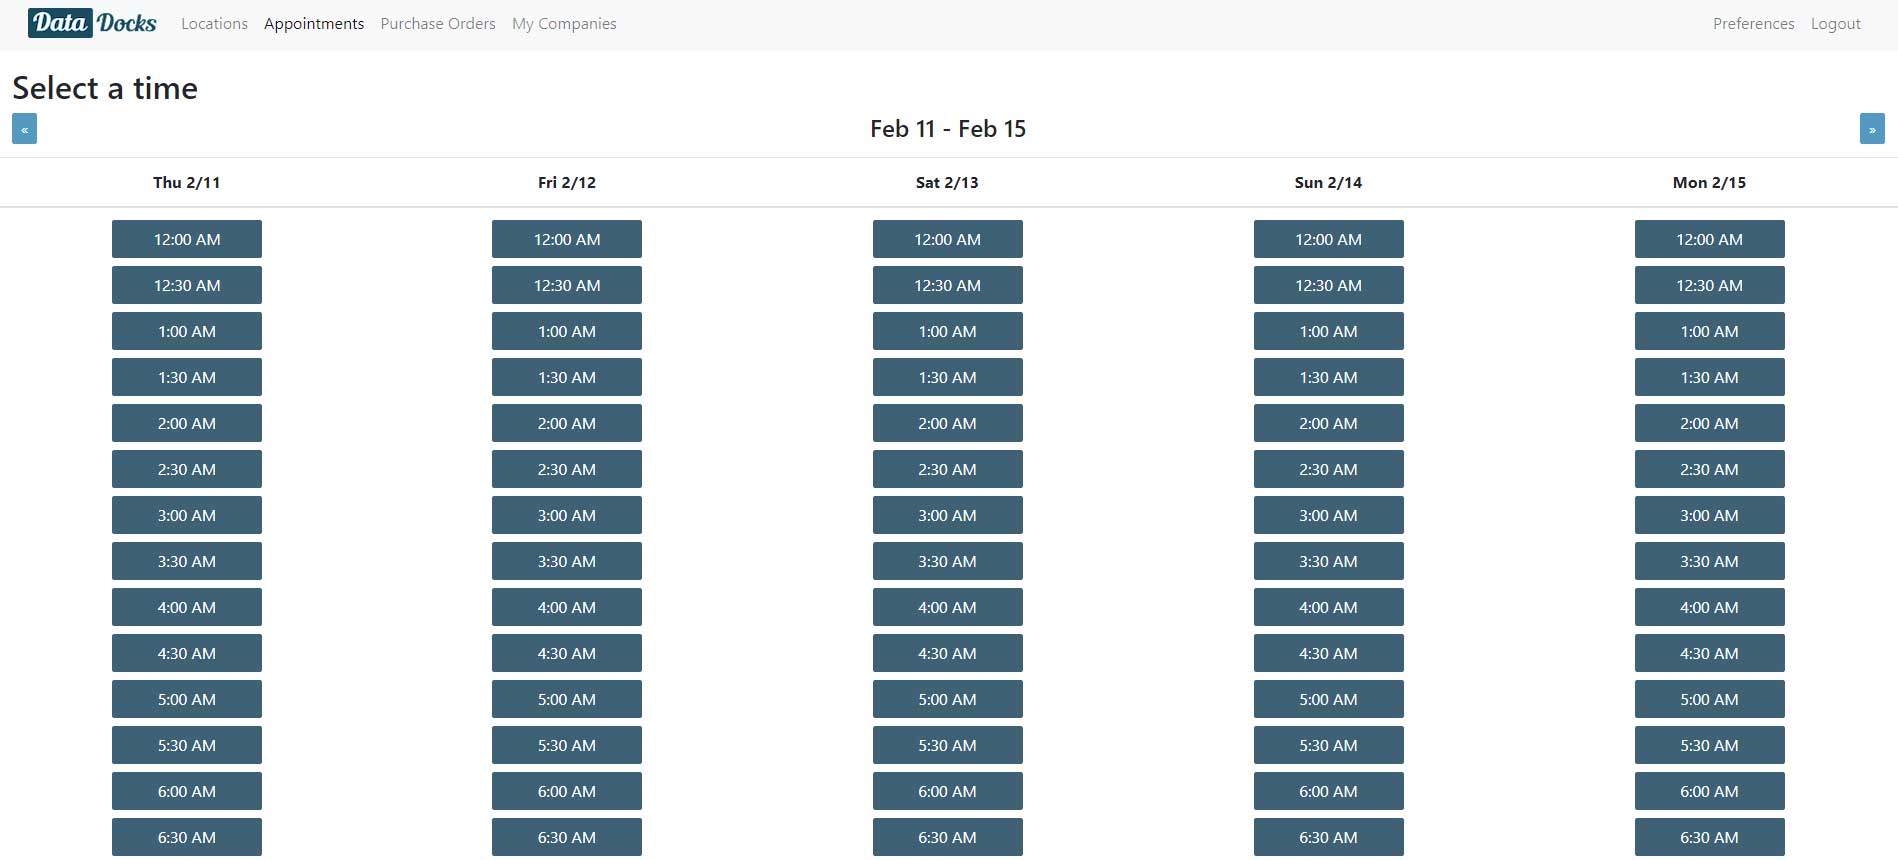 Data Docks Locations Appointments Purchase Orders My Companies Preferences Logout
Select a time
« Feb 11 - Feb 15 »
Thu 2/11 Fri 2/12 Sat 2/13 Sun 2/14 Mon 2/15
12:00 AM 12:00 AM 12:00 AM 12:00 AM 12:00 AM
12:30 AM 12:30 AM 12:30 AM 12:30 AM 12:30 AM
1:00 AM 1:00 AM 1:00 AM 1:00 AM 1:00 AM
1:30 AM 1:30 AM 1:30 AM 1:30 AM 1:30 AM
2:00 AM 2:00 AM 2:00 AM 2:00 AM 2:00 AM
2:30 AM 2:30 AM 2:30 AM 2:30 AM 2:30 AM
3:00 AM 3:00 AM 3:00 AM 3:00 AM 3:00 AM
3:30 AM 3:30 AM 3:30 AM 3:30 AM 3:30 AM
4:00 AM 4:00 AM 4:00 AM 4:00 AM 4:00 AM
4:30 AM 4:30 AM 4:30 AM 4:30 AM 4:30 AM
5:00 AM 5:00 AM 5:00 AM 5:00 AM 5:00 AM
5:30 AM 5:30 AM 5:30 AM 5:30 AM 5:30 AM
6:00 AM 6:00 AM 6:00 AM 6:00 AM 6:00 AM
6:30 AM 6:30 AM 6:30 AM 6:30 AM 6:30 AM